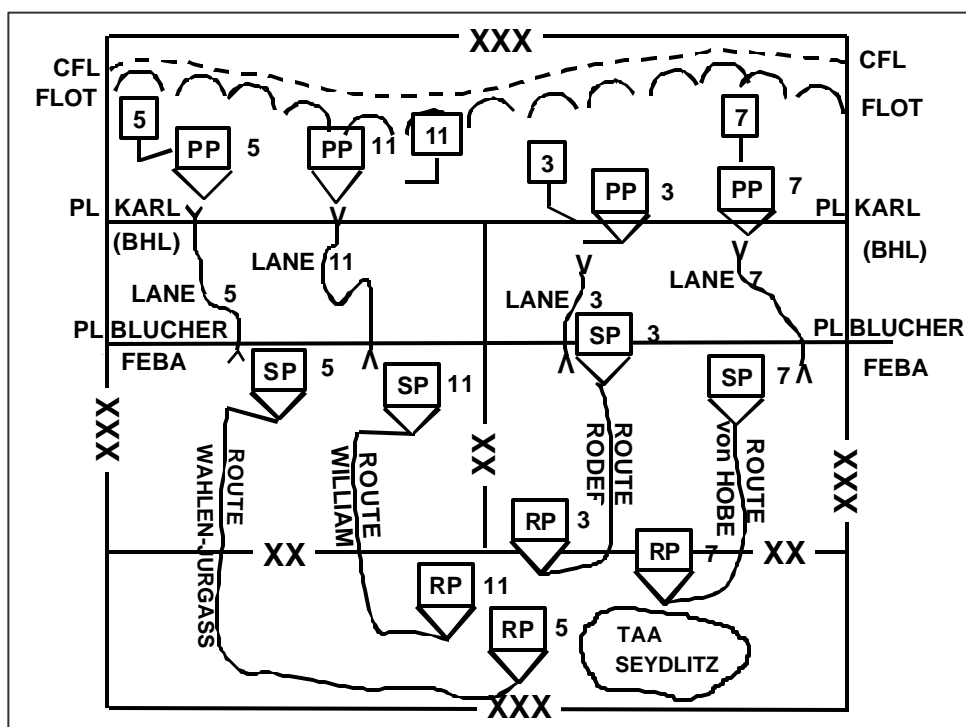 XXX
CFL
CFL
FLOT
FLOT
5
PP 5
PP 11
11
3
PP 3
7
PP 7
PL KARL
(BHL)
PL KARL
(BHL)
LANE 5
LANE 11
LANE 3
LANE 7
PL BLUCHER
FEBA
PL BLUCHER
FEBA
SP 5
SP 11
SP 3
SP 7
XXX
XX
XXX
ROUTE
WAHLEN-JURGASS
ROUTE
WILLIAM
ROUTE
RODEF
ROUTE
von HOBE
XX
XX
RP 3
RP 7
RP 11
RP 5
TAA
SEYDLITZ
XXX